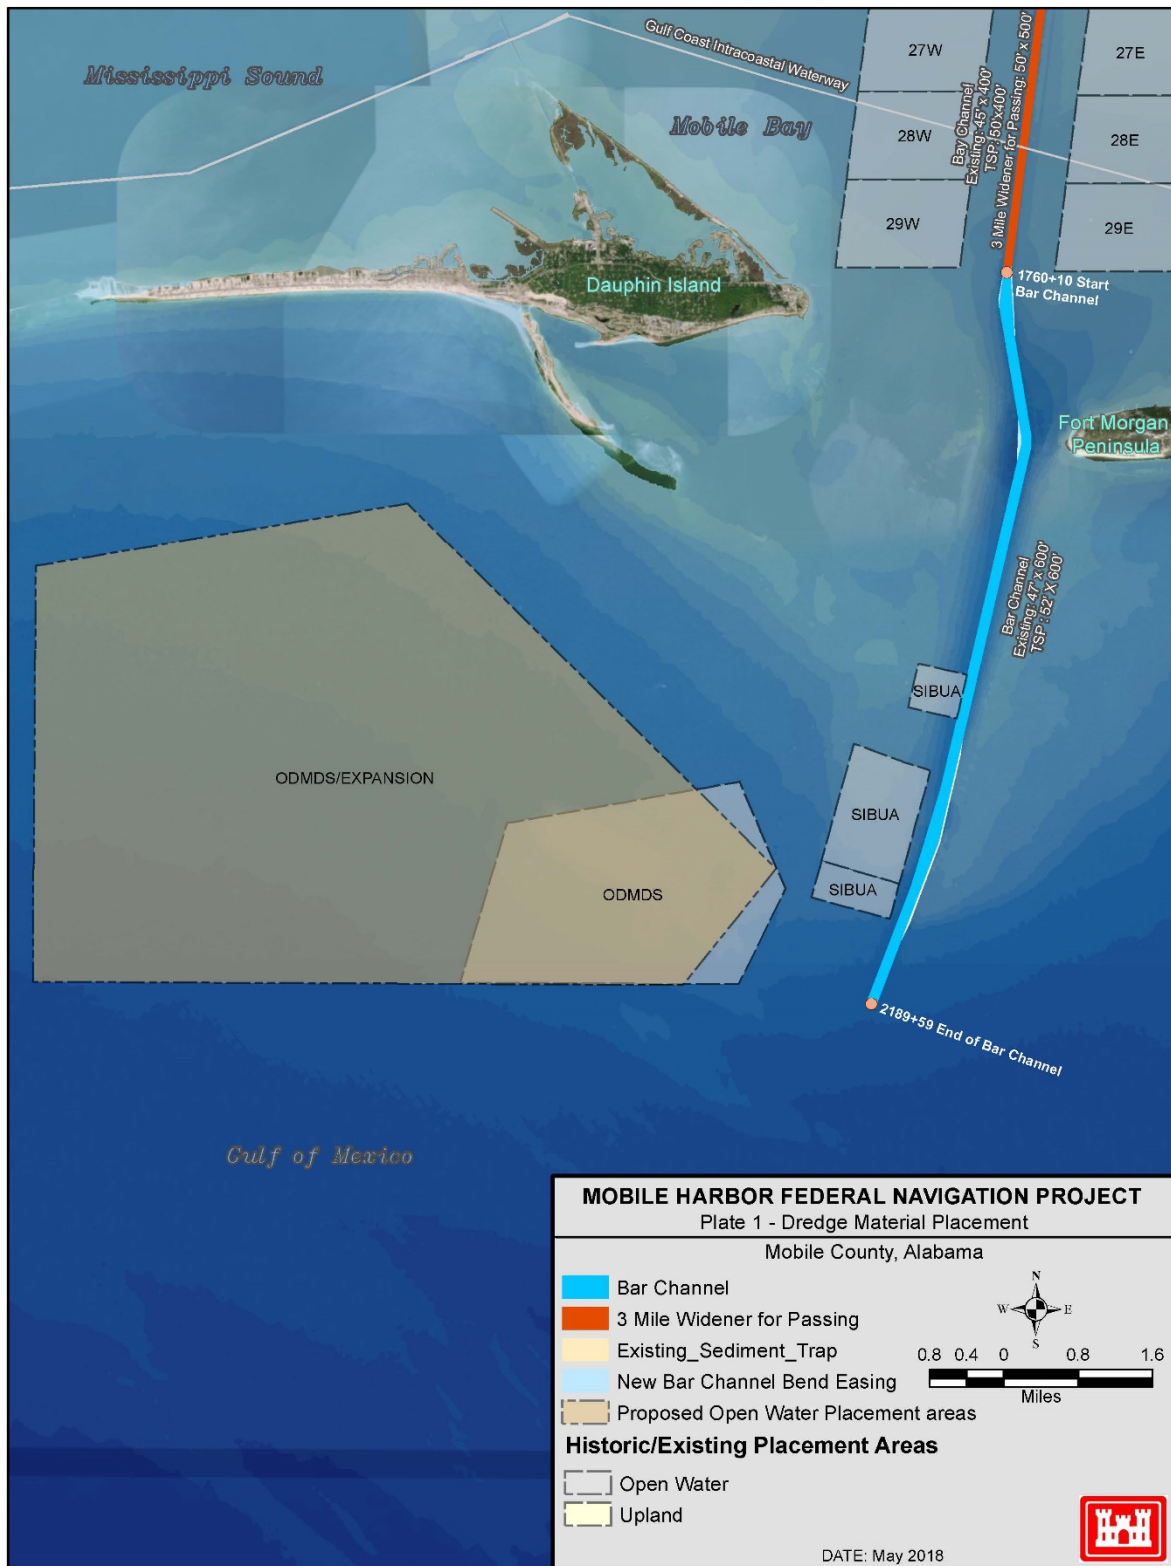 Mississippi Sound
Gulf Coast Intracoastal Waterway
Mobile Bay
27W
28W
29W
Bay Channel
Existing: 45' x 400'
TSP: 50'x400'
3 Mile Widener for Passing: 50' x 500'
27E
28E
29E
Dauphin Island
1760+10 Start
Bar Channel
Fort Morgan
Peninsula
Bar Channel
Existing: 47' x 600'
TSP : 52' X 600'
SIBUA
ODMDS/EXPANSION
SIBUA
SIBUA
ODMDS
2189+59 End of Bar Channel
Gulf of Mexico
MOBILE HARBOR FEDERAL NAVIGATION PROJECT
Plate 1 - Dredge Material Placement
Mobile County, Alabama
Bar Channel
3 Mile Widener for Passing
Existing_Sediment_Trap
New Bar Channel Bend Easing
Proposed Open Water Placement areas
N
W E
S
0.8 0.4 0 0.8 1.6
Miles
Historic/Existing Placement Areas
Open Water
Upland
DATE: May 2018